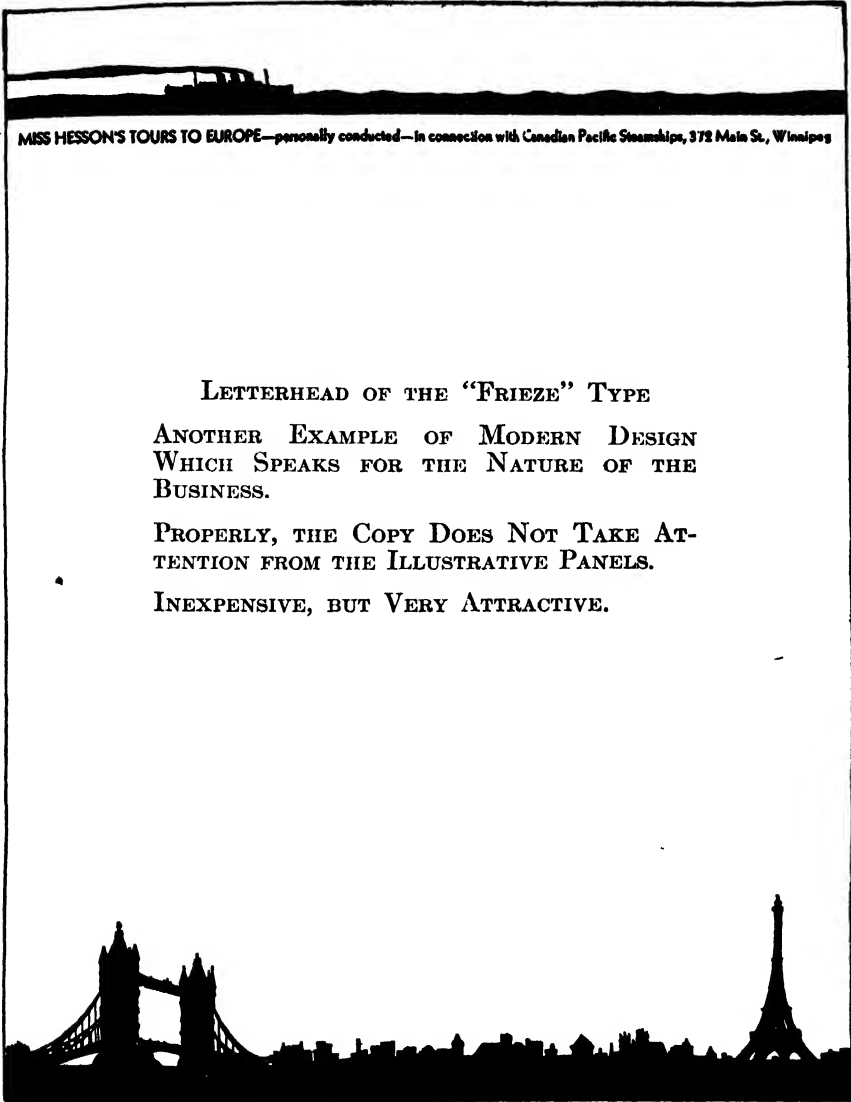 MISS HESSON'S TOURS TO EUROPE—personally conducted—in connection with Canadian Pacific Steamships, 372 Main St., Winnipeg
LETTERHEAD OF THE “FRIEZE” TYPE
ANOTHER EXAMPLE OF MODERN DESIGN
WHICH SPEAKS FOR THE NATURE OF THE
BUSINESS.
PROPERLY, THE COPY DOES NOT TAKE AT-
TENTION FROM THE ILLUSTRATIVE PANELS.
INEXPENSIVE, BUT VERY ATTRACTIVE.